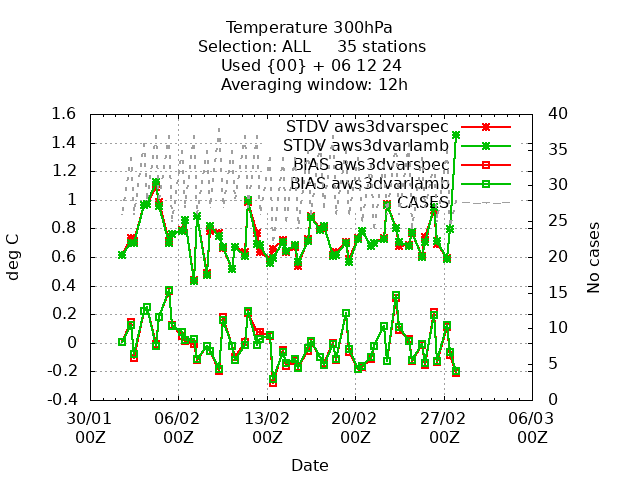 Temperature 300hPa
Selection: ALL 35 stations
Used {00} + 06 12 24
Averaging window: 12h
STDV aws3dvarspec
STDV aws3dvarlamb
BIAS aws3dvarspec
BIAS aws3dvarlamb
CASES
deg C
1.6
1.4
1.2
1
0.8
0.6
0.4
0.2
0
-0.2
-0.4
40
35
30
25
20
15
10
5
0
No cases
30/01 06/02 13/02 20/02 27/02 06/03
00Z 00Z 00Z 00Z 00Z 00Z
Date